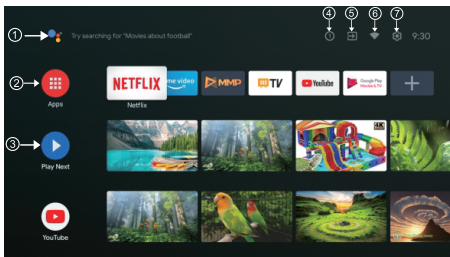 ① Try searching for "Movies about football" ④ ⑤ ⑥ ⑦ 9:30
② Apps
NETFLIX prime video MMP TV YouTube Google Play Movies & TV
Netflix
③ Play Next
4K
YouTube